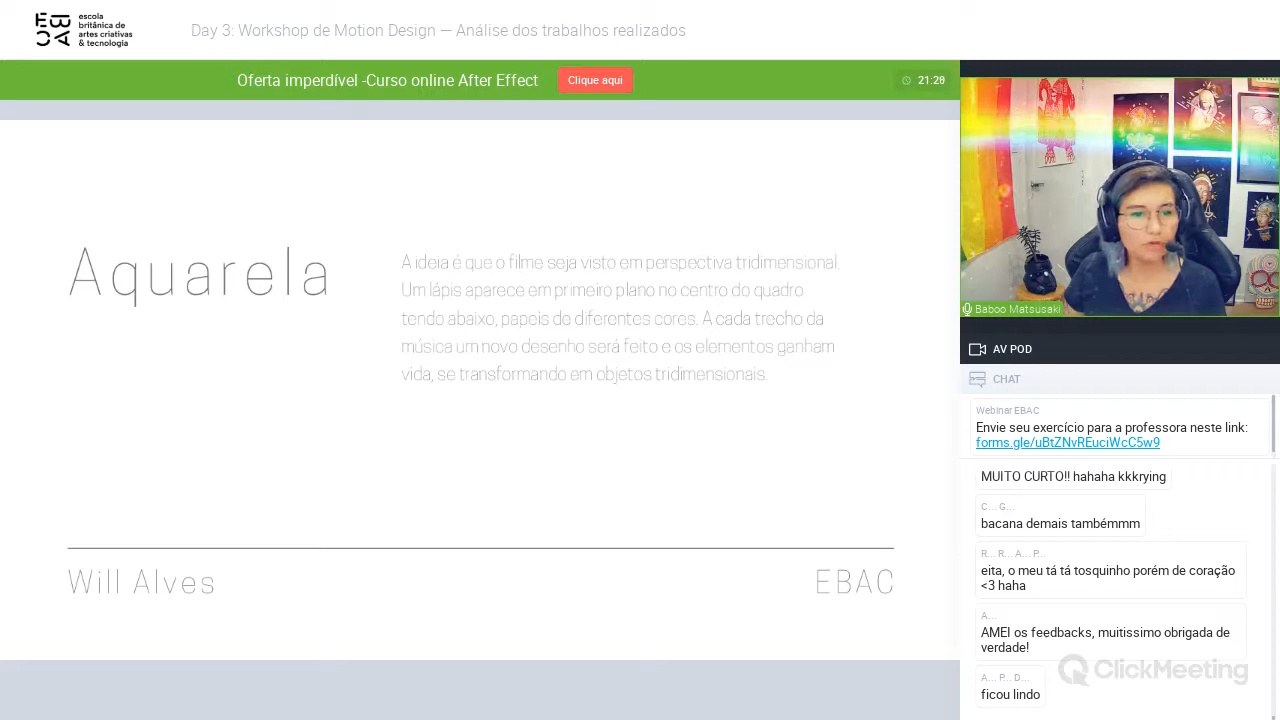 escola
britânica de
artes criativas
& tecnologia
Day 3: Workshop de Motion Design — Análise dos trabalhos realizados
Oferta imperdível -Curso online After Effect
Clique aqui
21:28
Aquarela
A ideia é que o filme seja visto em perspectiva tridimensional.
Um lápis aparece em primeiro plano no centro do quadro
tendo abaixo, papeis de diferentes cores. A cada trecho da
música um novo desenho será feito e os elementos ganham
vida, se transformando em objetos tridimensionais.
Will Alves
EBAC
Baboo Matsusaki
AV POD
CHAT
Webinar EBAC
Envie seu exercício para a professora neste link:
forms.gle/uBtZNvREuciWcC5w9
MUITO CURTO!! hahaha kkkrying
C... G...
bacana demais tambémmm
R... R... A... P...
eita, o meu tá tá tosquinho porém de coração
<3 haha
A...
AMEI os feedbacks, muitissimo obrigada de
verdade!
A... P... D...
ficou lindo
ClickMeeting